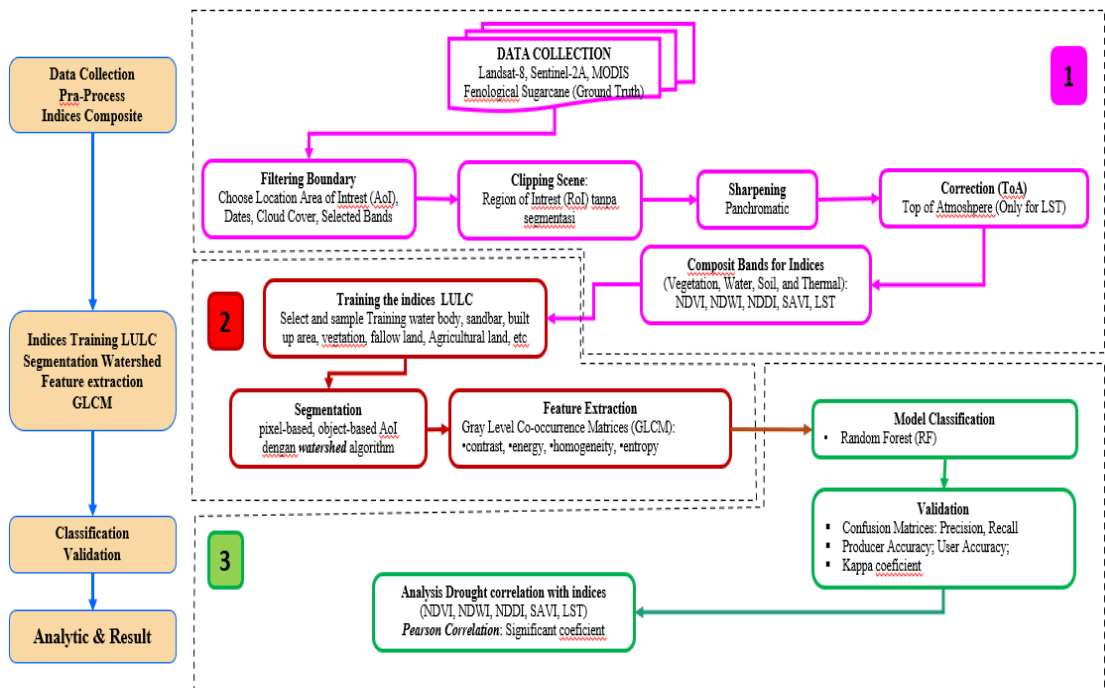 Data Collection
Pra-Process
Indices Composite
Indices Training LULC
Segmentation Watershed
Feature extraction
GLCM
Classification
Validation
Analytic & Result
1
DATA COLLECTION
Landsat-8, Sentinel-2A, MODIS
Fenological Sugarcane (Ground Truth)
Filtering Boundary
Choose Location Area of Intrest (AoI),
Dates, Cloud Cover, Selected Bands
Clipping Scene:
Region of Intrest (RoI) tanpa
segmentasi
Sharpening
Panchromatic
Correction (ToA)
Top of Atmoshpere (Only for LST)
Composit Bands for Indices
(Vegetation, Water, Soil, and Thermal):
NDVI, NDWI, NDDI, SAVI, LST
2
Training the indices LULC
Select and sample Training water body, sandbar, built
up area, vegtation, fallow land, Agricultural land, etc
Segmentation
pixel-based, object-based AoI
dengan watershed algorithm
Feature Extraction
Gray Level Co-occurrence Matrices (GLCM):
•contrast, •energy, •homogeneity, •entropy
3
Model Classification
• Random Forest (RF)
Validation
▪ Confusion Matrices: Precision, Recall
▪ Producer Accuracy; User Accuracy;
▪ Kappa coeficient
Analysis Drought correlation with indices
(NDVI, NDWI, NDDI, SAVI, LST)
Pearson Correlation: Significant coeficient